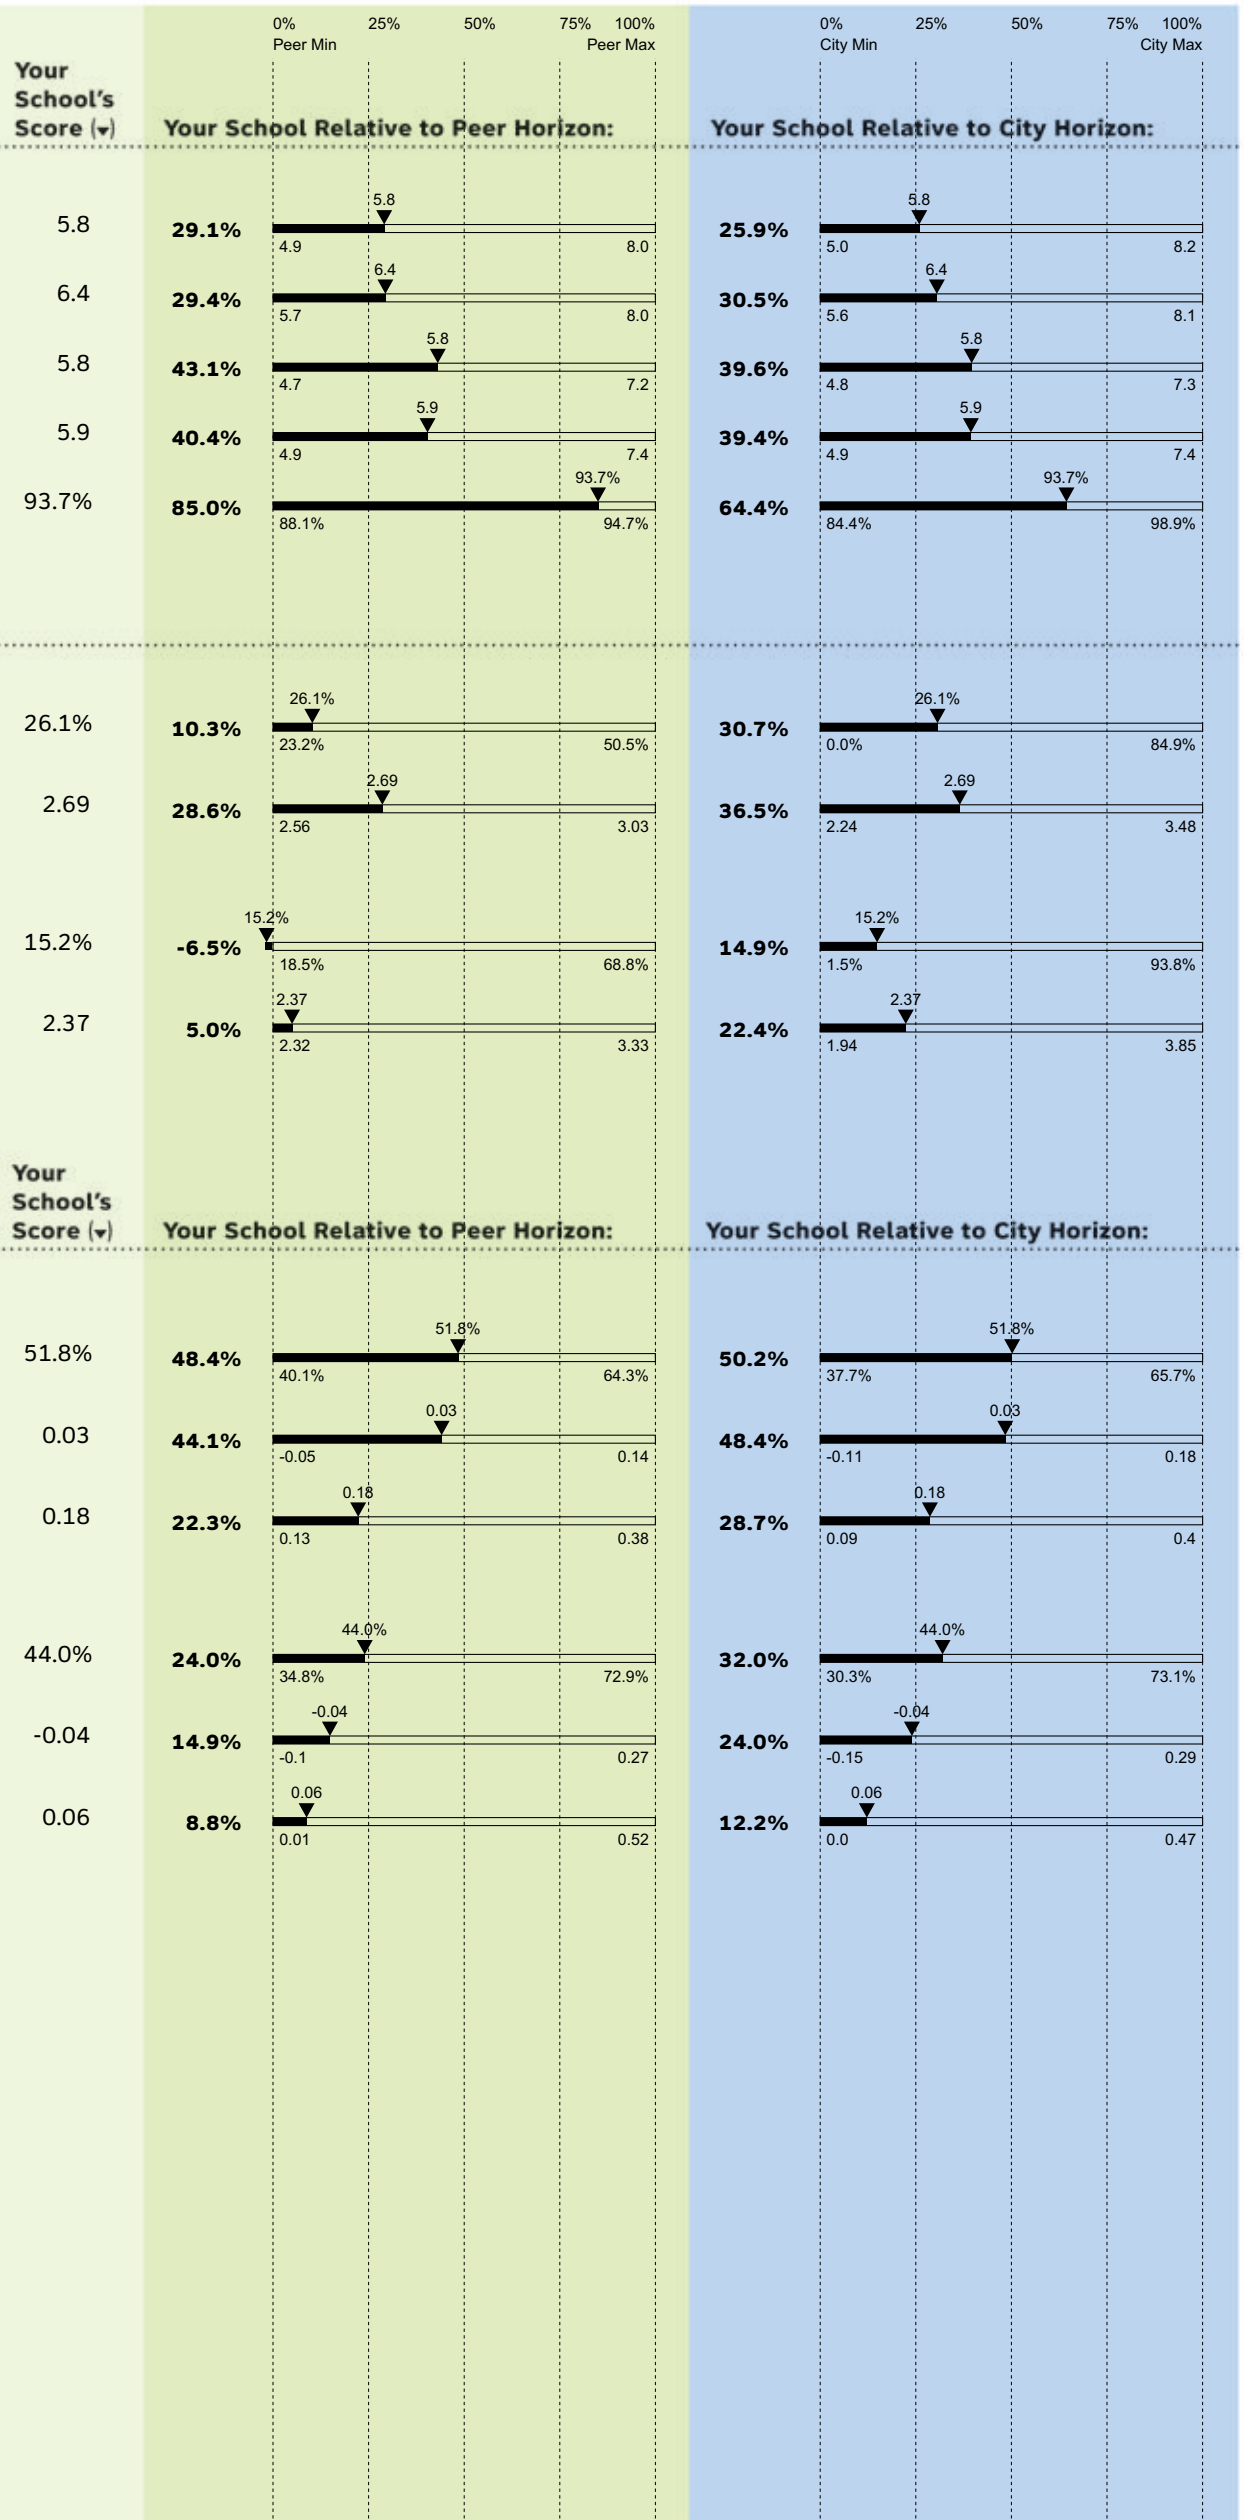 0% 25% 50% 75% 100% 0% 25% 50% 75% 100%
Peer Min Peer Max City Min City Max
Your
School's
Score (▾) Your School Relative to Peer Horizon: Your School Relative to City Horizon:
5.8 5.8
5.8 29.1% 25.9%
4.9 8.0 5.0 8.2
6.4 6.4
6.4 29.4% 30.5%
5.7 8.0 5.6 8.1
5.8 5.8
5.8 43.1% 39.6%
4.7 7.2 4.8 7.3
5.9 5.9
5.9 40.4% 39.4%
4.9 7.4 4.9 7.4
93.7% 93.7%
93.7% 85.0% 64.4%
88.1% 94.7% 84.4% 98.9%
26.1% 26.1%
26.1% 10.3% 30.7%
23.2% 50.5% 0.0% 84.9%
2.69 2.69
2.69 28.6% 36.5%
2.56 3.03 2.24 3.48
15.2% 15.2%
15.2% -6.5% 14.9%
18.5% 68.8% 1.5% 93.8%
2.37 2.37
2.37 5.0% 22.4%
2.32 3.33 1.94 3.85
Your
School's
Score (▾) Your School Relative to Peer Horizon: Your School Relative to City Horizon:
51.8% 51.8%
51.8% 48.4% 50.2%
40.1% 64.3% 37.7% 65.7%
0.03 0.03
0.03 44.1% 48.4%
-0.05 0.14 -0.11 0.18
0.18 0.18
0.18 22.3% 28.7%
0.13 0.38 0.09 0.4
44.0% 44.0%
44.0% 24.0% 32.0%
34.8% 72.9% 30.3% 73.1%
-0.04 -0.04
-0.04 14.9% 24.0%
-0.1 0.27 -0.15 0.29
0.06 0.06
0.06 8.8% 12.2%
0.01 0.52 0.0 0.47